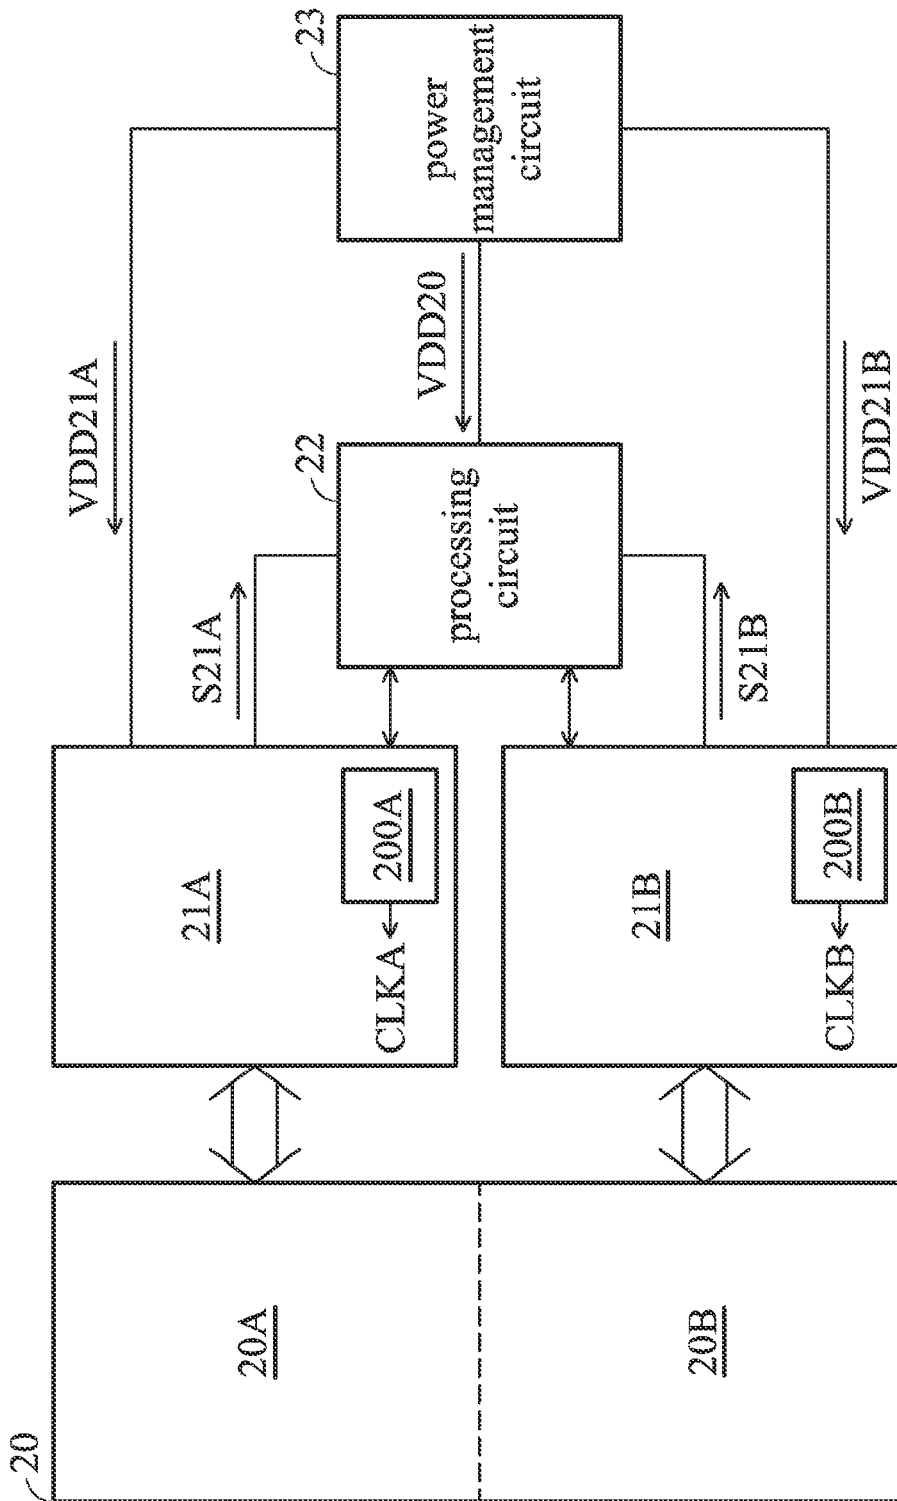 20
20A
20B
21A
200A
CLKA
21B
200B
CLKB
S21A
S21B
22
processing
circuit
VDD21A
VDD20
VDD21B
23
power
management
circuit